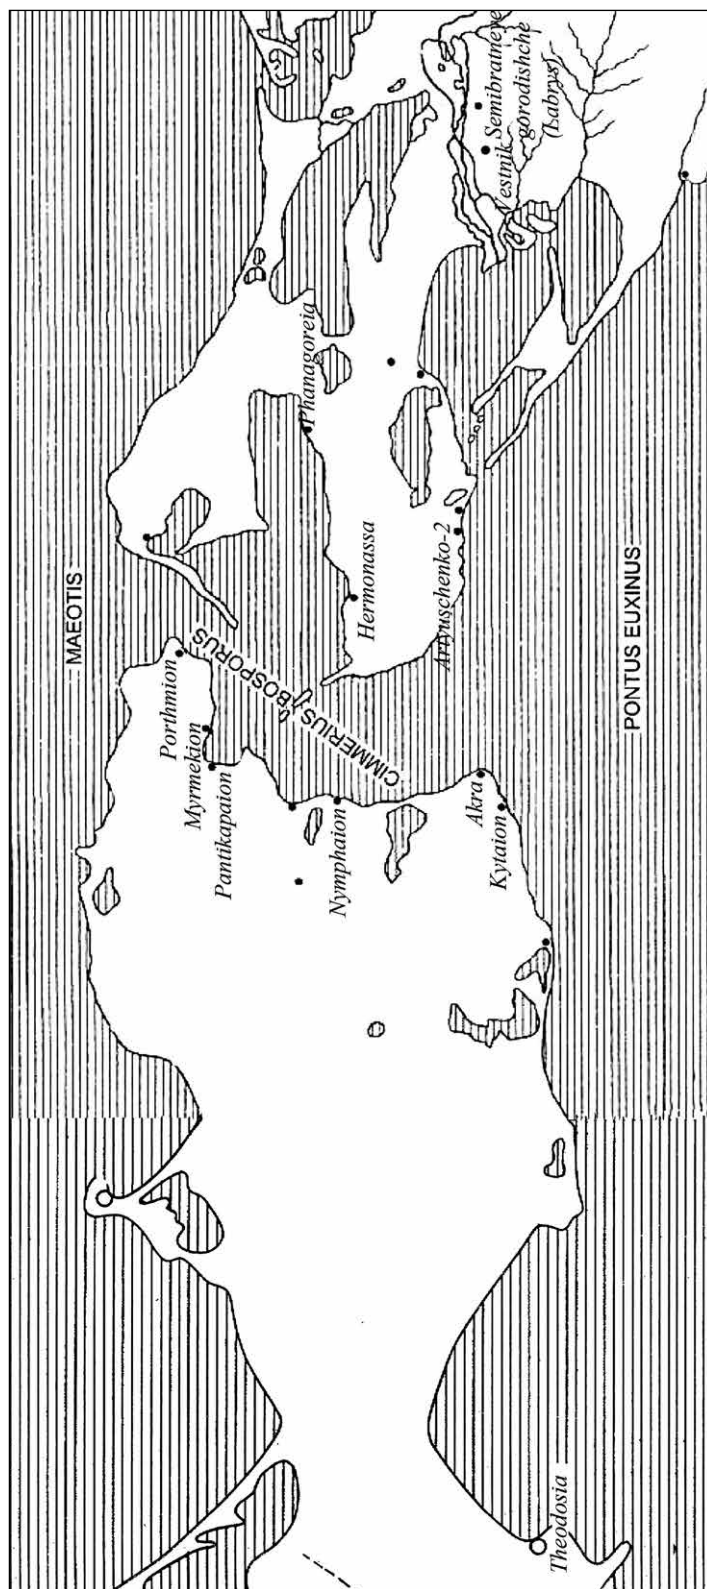 MAEOTIS
Porthmion
Myrmekion
Pantikapaion
CIMMERIUS BOSPORUS
Nymphaion
Akra
Kytaion
Theodosia
Hermonassa
Phanagoreia
Artyuschenko-2
Vestnik
Semibratneye
gorodishche
(Labrys)
PONTUS EUXINUS